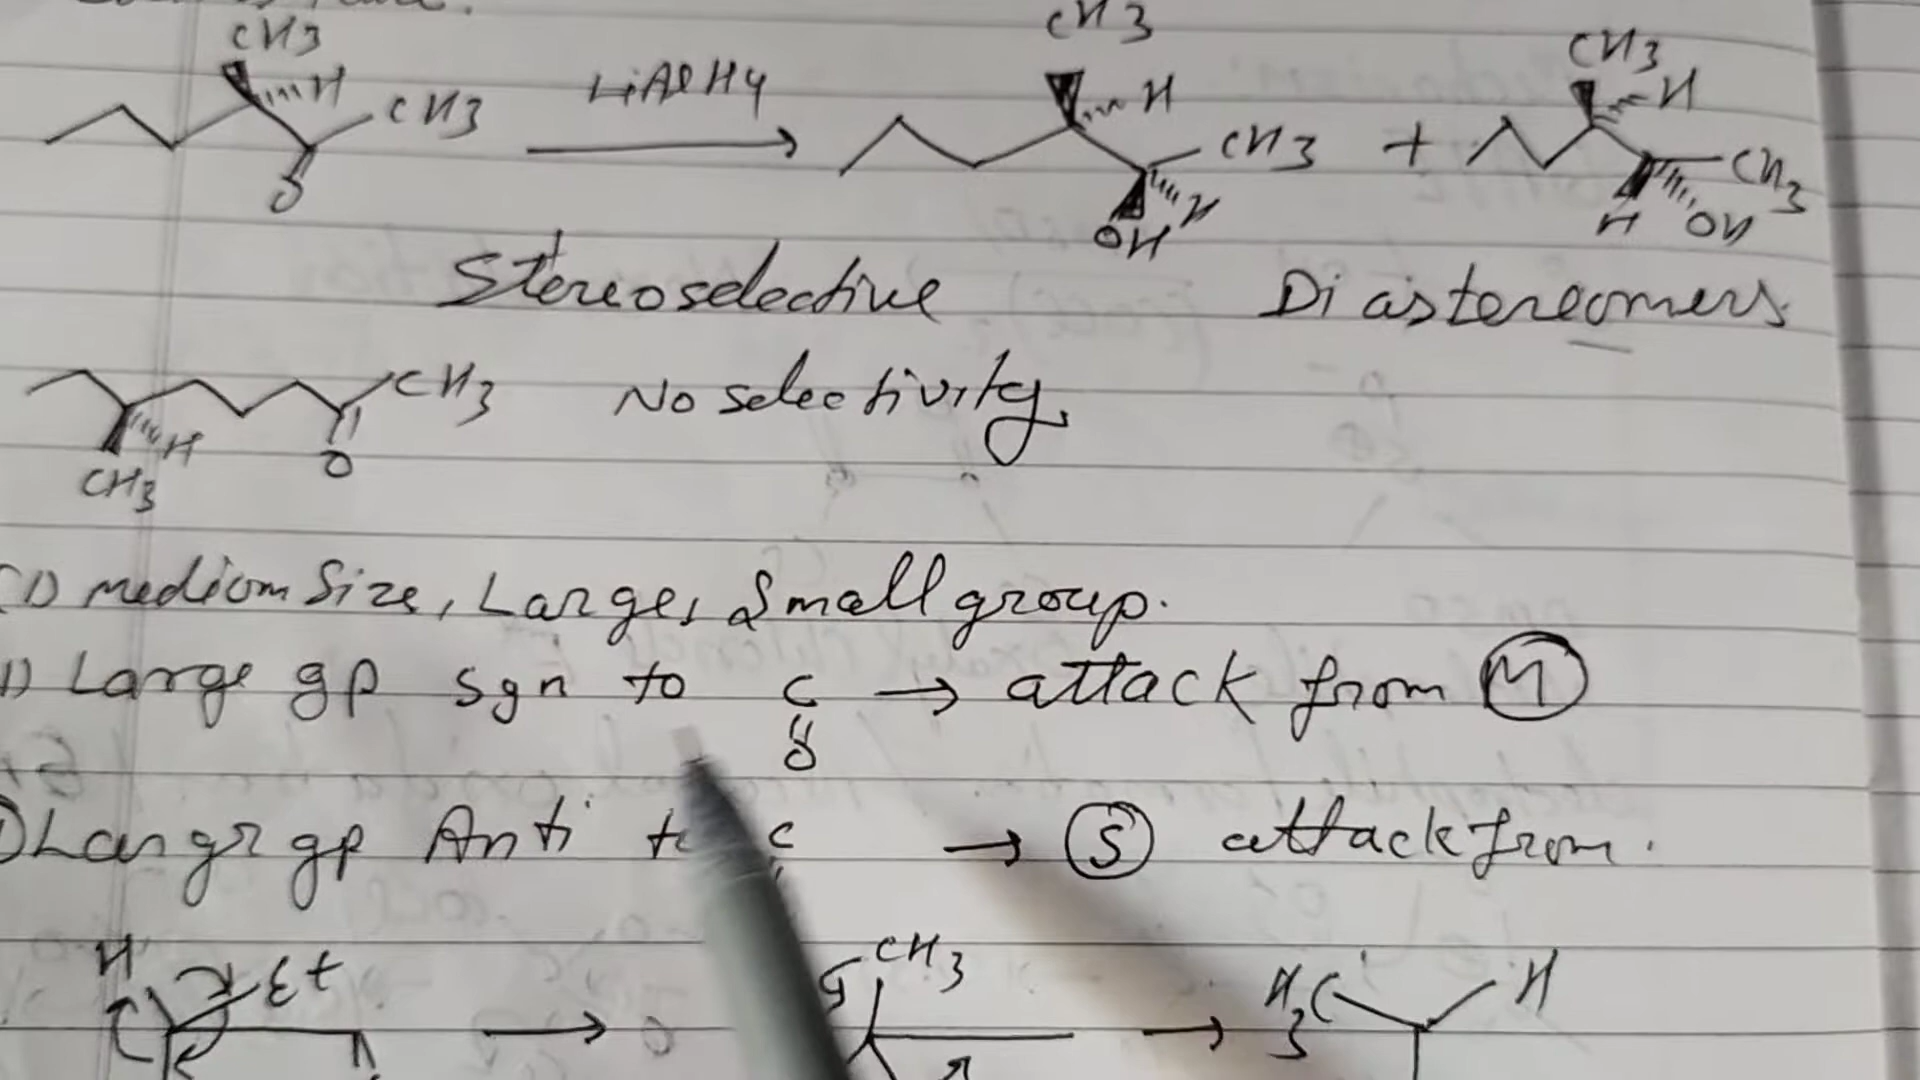 CH3 CH3 CH3
H CH3 LiAlH4 H CH3 + H CH3
O OH H H OH
Stereoselective Diastereomers
CH3 No selectivity,
H
CH3 O
(I) medium Size, Large, Small group.
Large gp syn to C → attack from (M)
O
Large gp Anti C → (S) attack from.
H Et CH3 H3C H